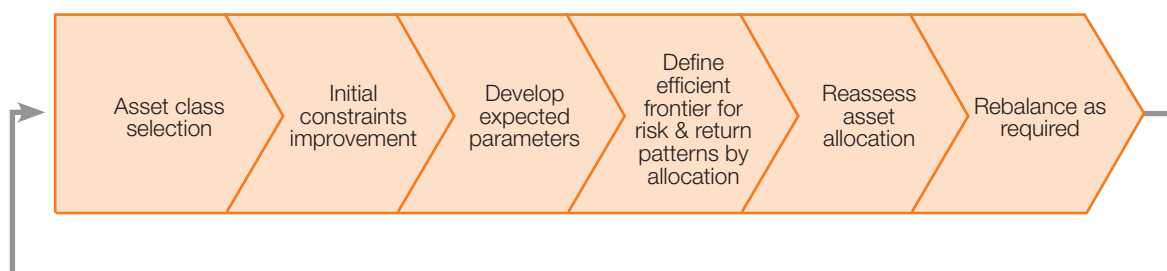 Asset class
selection
Initial
constraints
improvement
Develop
expected
parameters
Define
efficient
frontier for
risk & return
patterns by
allocation
Reassess
asset
allocation
Rebalance as
required